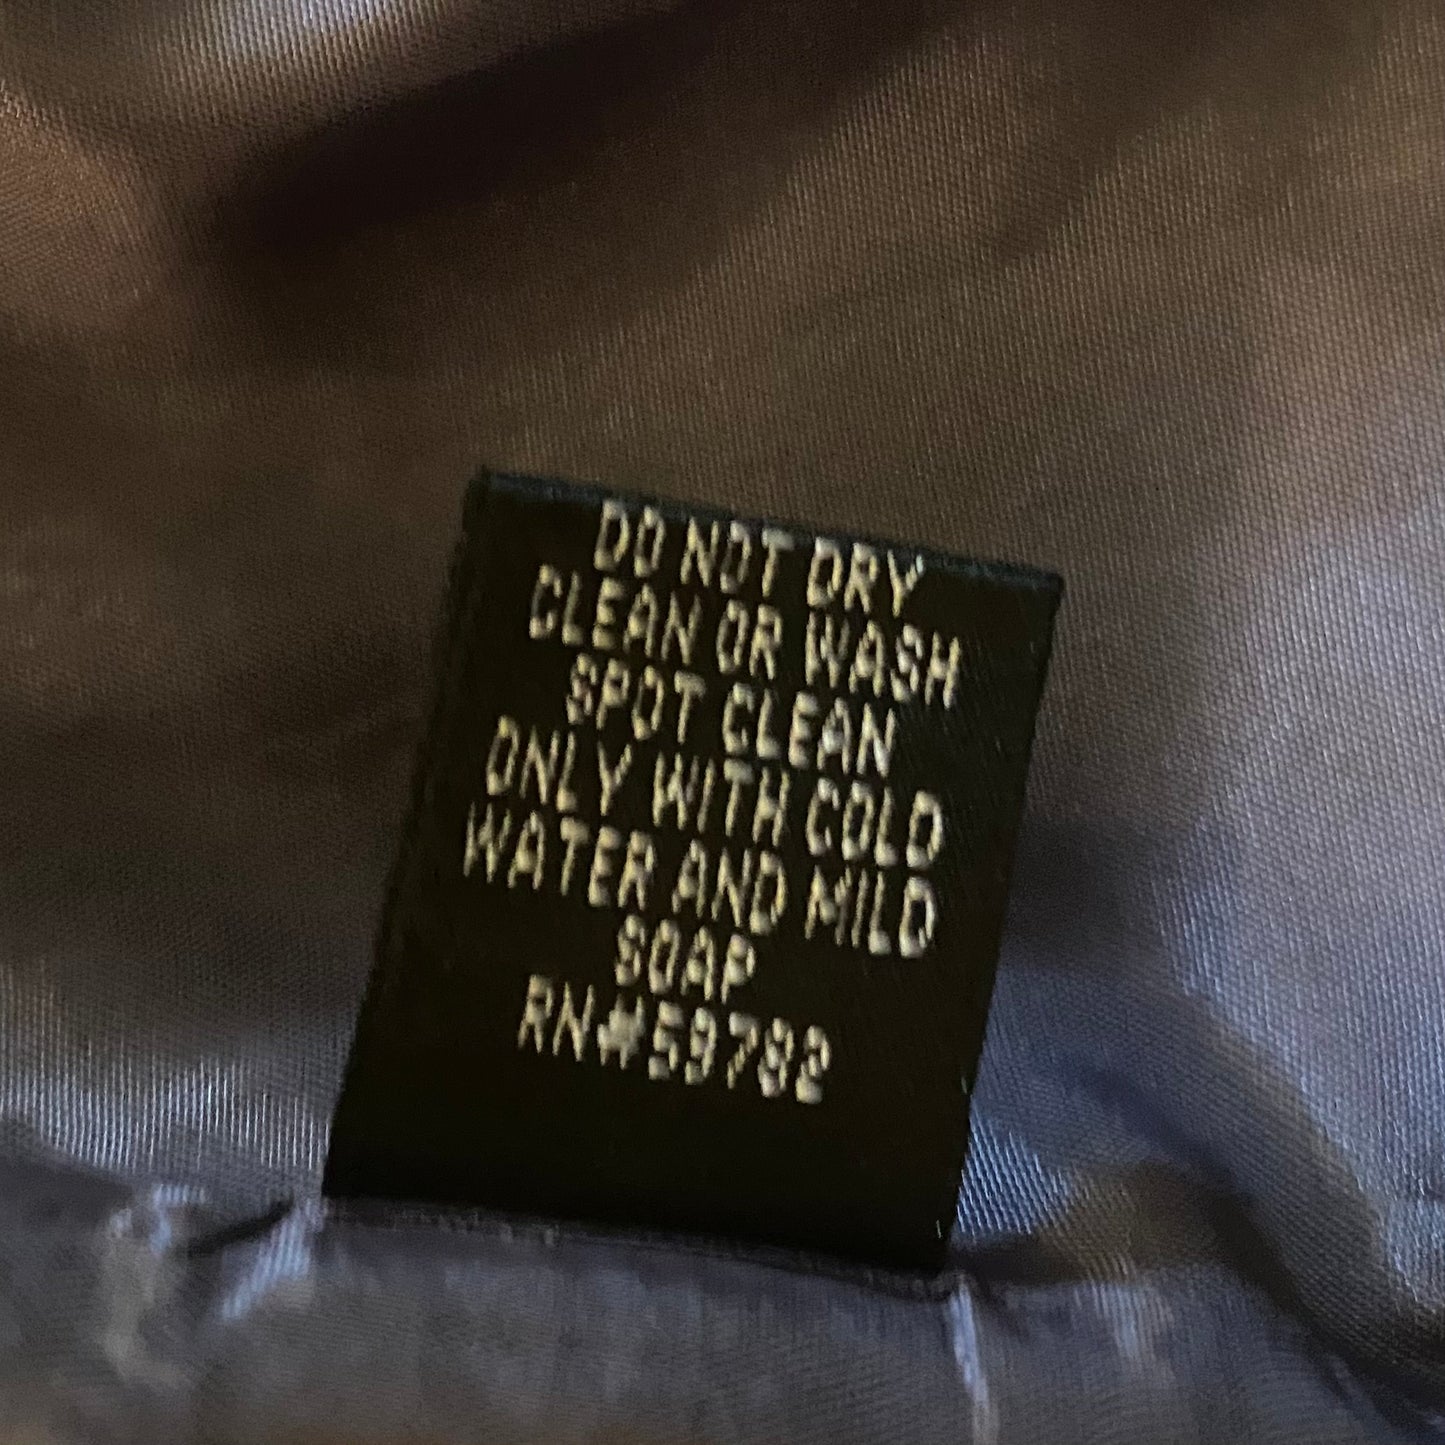 DO NOT DRY
CLEAN OR WASH
SPOT CLEAN
ONLY WITH COLD
WATER AND MILD
SOAP
RN#59782